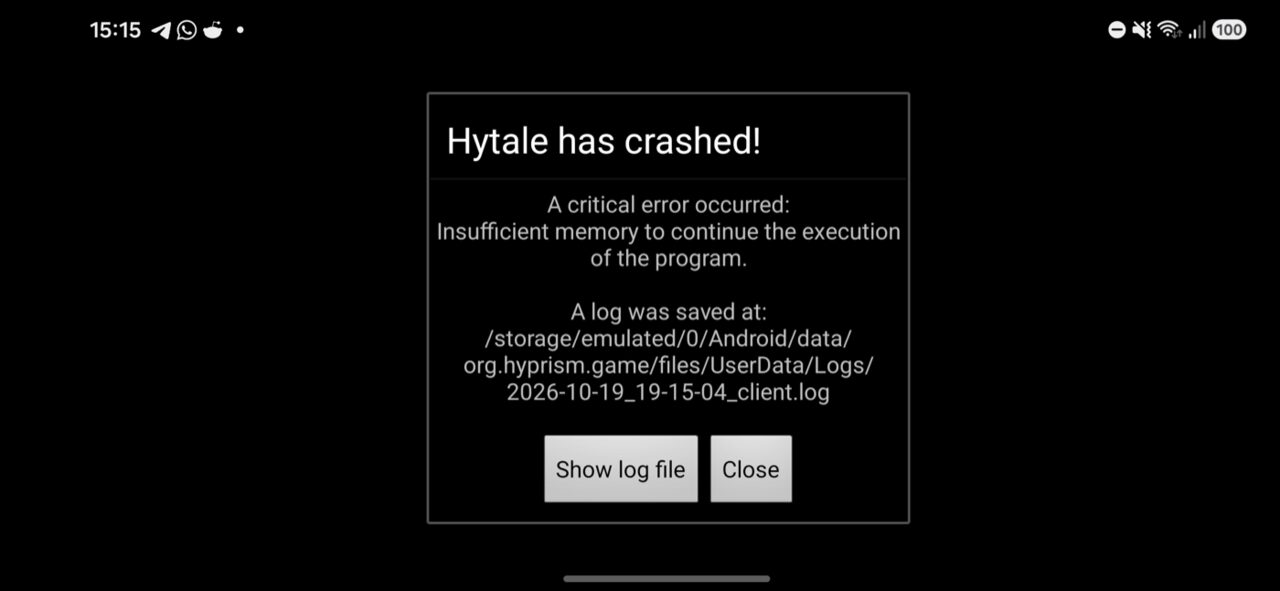 15:15
100
Hytale has crashed!
A critical error occurred:
Insufficient memory to continue the execution
of the program.
A log was saved at:
/storage/emulated/0/Android/data/
org.hyprism.game/files/UserData/Logs/
2026-10-19_19-15-04_client.log
Show log file
Close